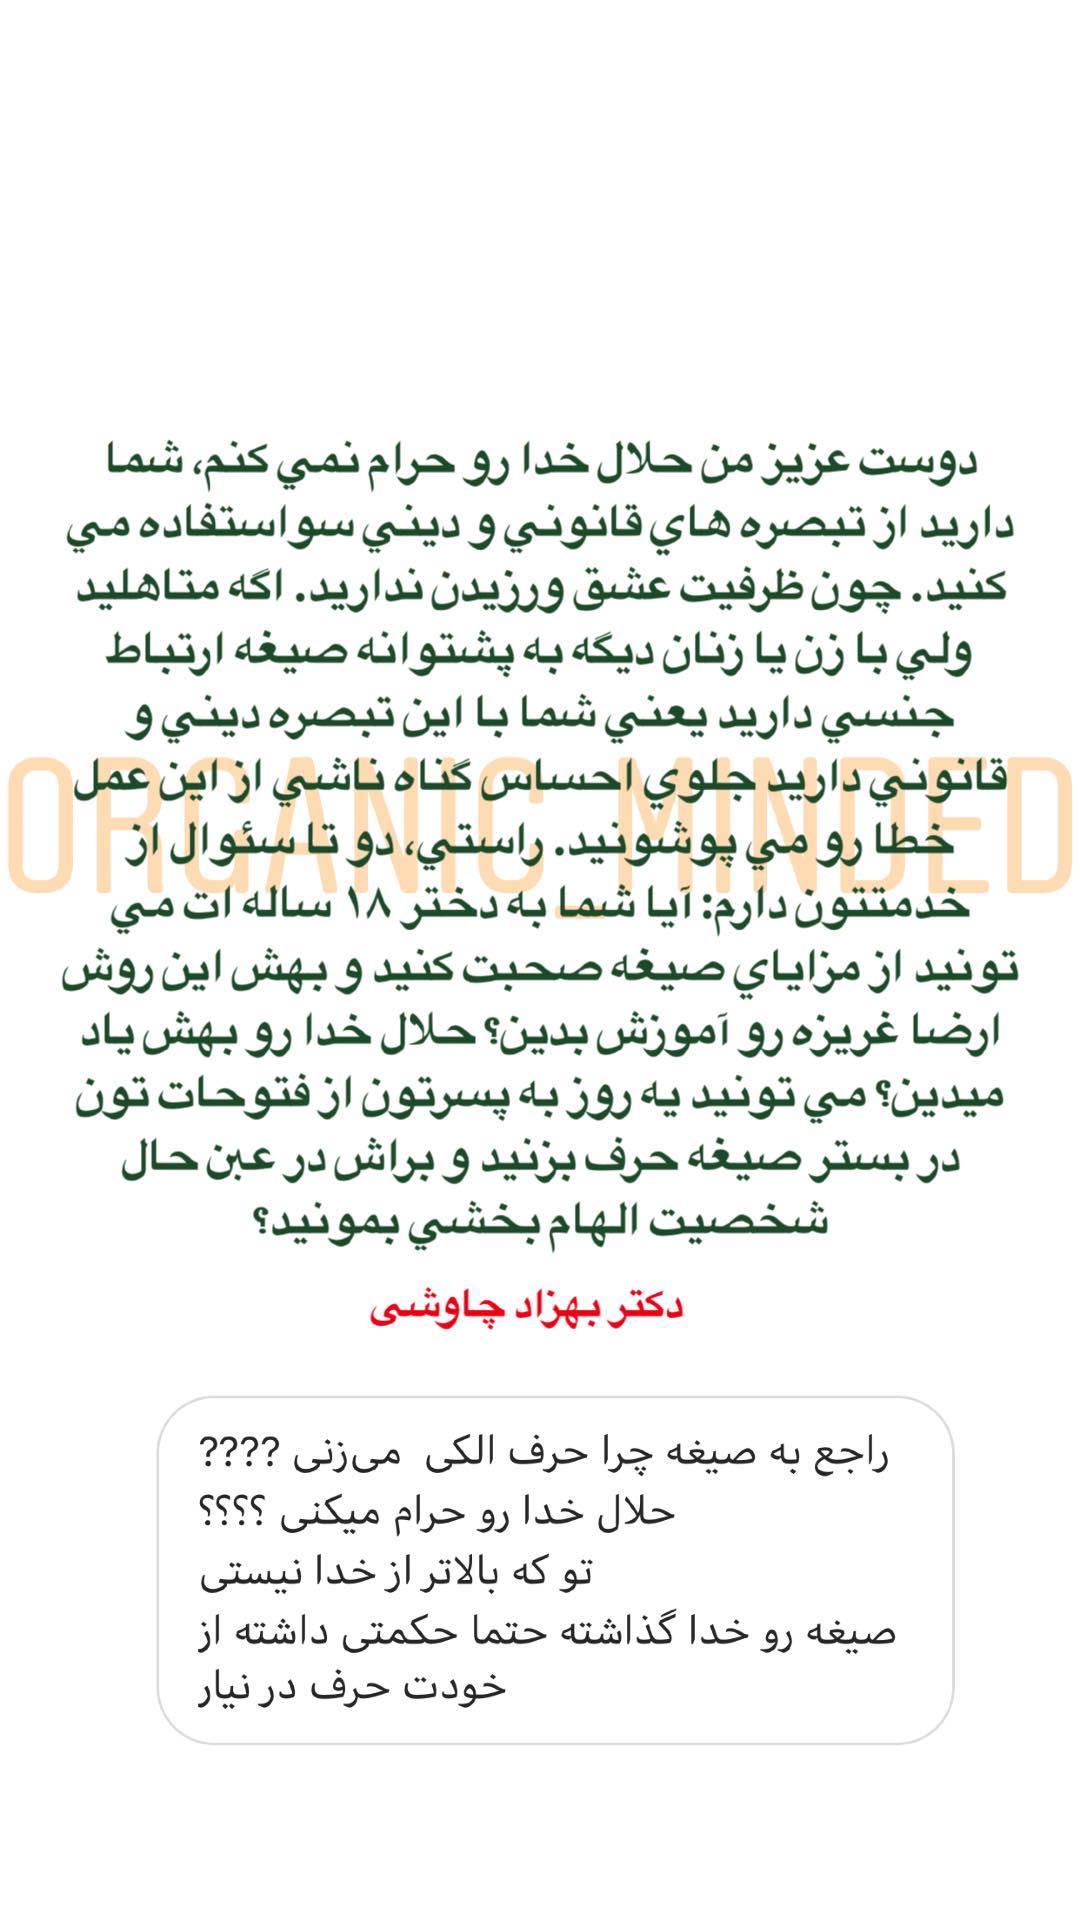 دوست عزيز من حلال خدا رو حرام نمي كنم، شما
داريد از تبصره هاي قانوني و ديني سواستفاده مي
كنيد. چون ظرفيت عشق ورزيدن نداريد. اگه متاهليد
ولي با زن يا زنان ديگه به پشتوانه صيغه ارتباط
جنسي داريد يعني شما با اين تبصره ديني و
قانوني داريد جلوي احساس گناه ناشي از اين عمل
خطا رو مي پوشونيد. راستي، دو تا سئوال از
خدمتتون دارم: آيا شما به دختر ١٨ ساله ات مي
تونيد از مزاياي صيغه صحبت كنيد و بهش اين روش
ارضا غريزه رو آموزش بدين؟ حلال خدا رو بهش ياد
ميدين؟ مي تونيد يه روز به پسرتون از فتوحات تون
در بستر صيغه حرف بزنيد و براش در عين حال
شخصيت الهام بخشي بمونيد؟
ORGANIC_MINDED
دکتر بهزاد چاوشی
راجع به صیغه چرا حرف الکی  می‌زنی ????
حلال خدا رو حرام میکنی ؟؟؟؟
تو که بالاتر از خدا نیستی
صیغه رو خدا گذاشته حتما حکمتی داشته از
خودت حرف در نیار